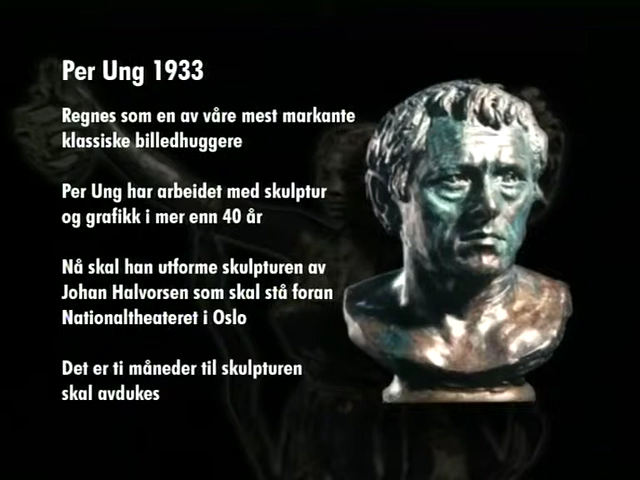 Per Ung 1933
Regnes som en av våre mest markante
klassiske billedhuggere
Per Ung har arbeidet med skulptur
og grafikk i mer enn 40 år
Nå skal han utforme skulpturen av
Johan Halvorsen som skal stå foran
Nationaltheateret i Oslo
Det er ti måneder til skulpturen
skal avdukes